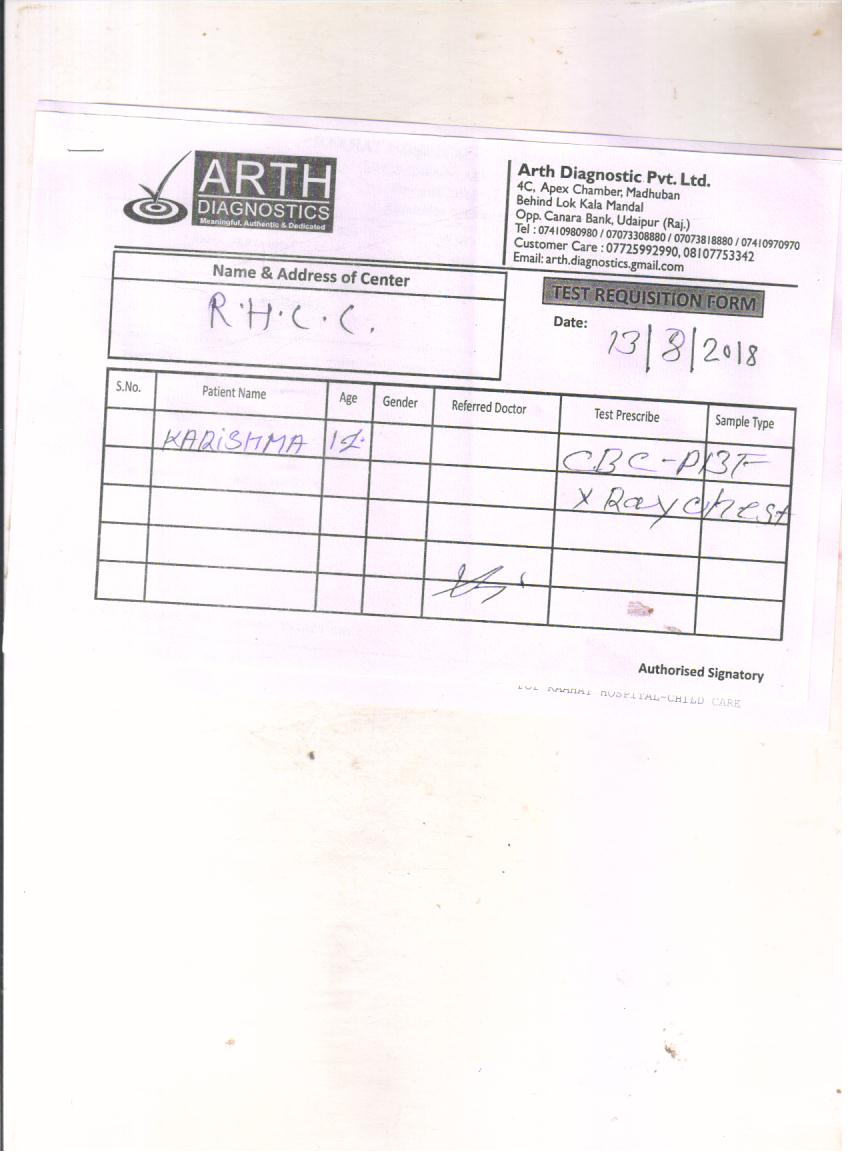 ARTH
DIAGNOSTICS
Meaningful, Authentic & Dedicated
Arth Diagnostic Pvt. Ltd.
4C, Apex Chamber, Madhuban
Behind Lok Kala Mandal
Opp. Canara Bank, Udaipur (Raj.)
Tel : 07410980980 / 07073308880 / 07073818880 / 07410970970
Customer Care : 07725992990, 08107753342
Email: arth.diagnostics.gmail.com
Name & Address of Center
R.H.C.C.
TEST REQUISITION FORM
Date: 13/8/2018
S.No. Patient Name Age Gender Referred Doctor Test Prescribe Sample Type
KARISHMA CBC-PBF
X Ray chest
Authorised Signatory
HOSPITAL-CHILD CARE